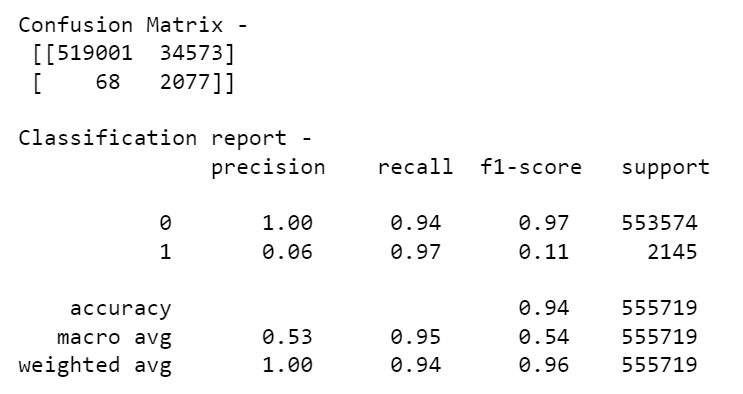 Confusion Matrix -
[[519001 34573]
[ 68 2077]]
Classification report -
precision recall f1-score support
0 1.00 0.94 0.97 553574
1 0.06 0.97 0.11 2145
accuracy 0.94 555719
macro avg 0.53 0.95 0.54 555719
weighted avg 1.00 0.94 0.96 555719